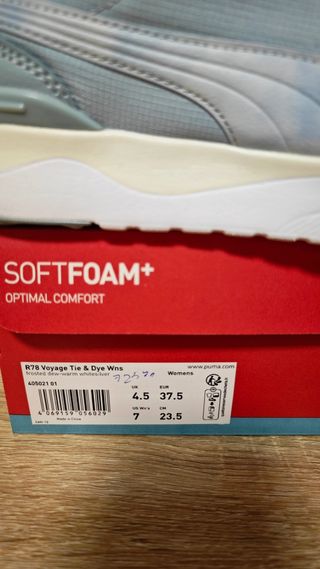 SOFTFOAM+
OPTIMAL COMFORT
R78 Voyage Tie & Dye Wns
frosted dew-warm white-silver
Womens
www.puma.com
405021 01
UK EUR
4.5 37.5
US Wn's CM
7 23.5
4 069159 056029
Made in China